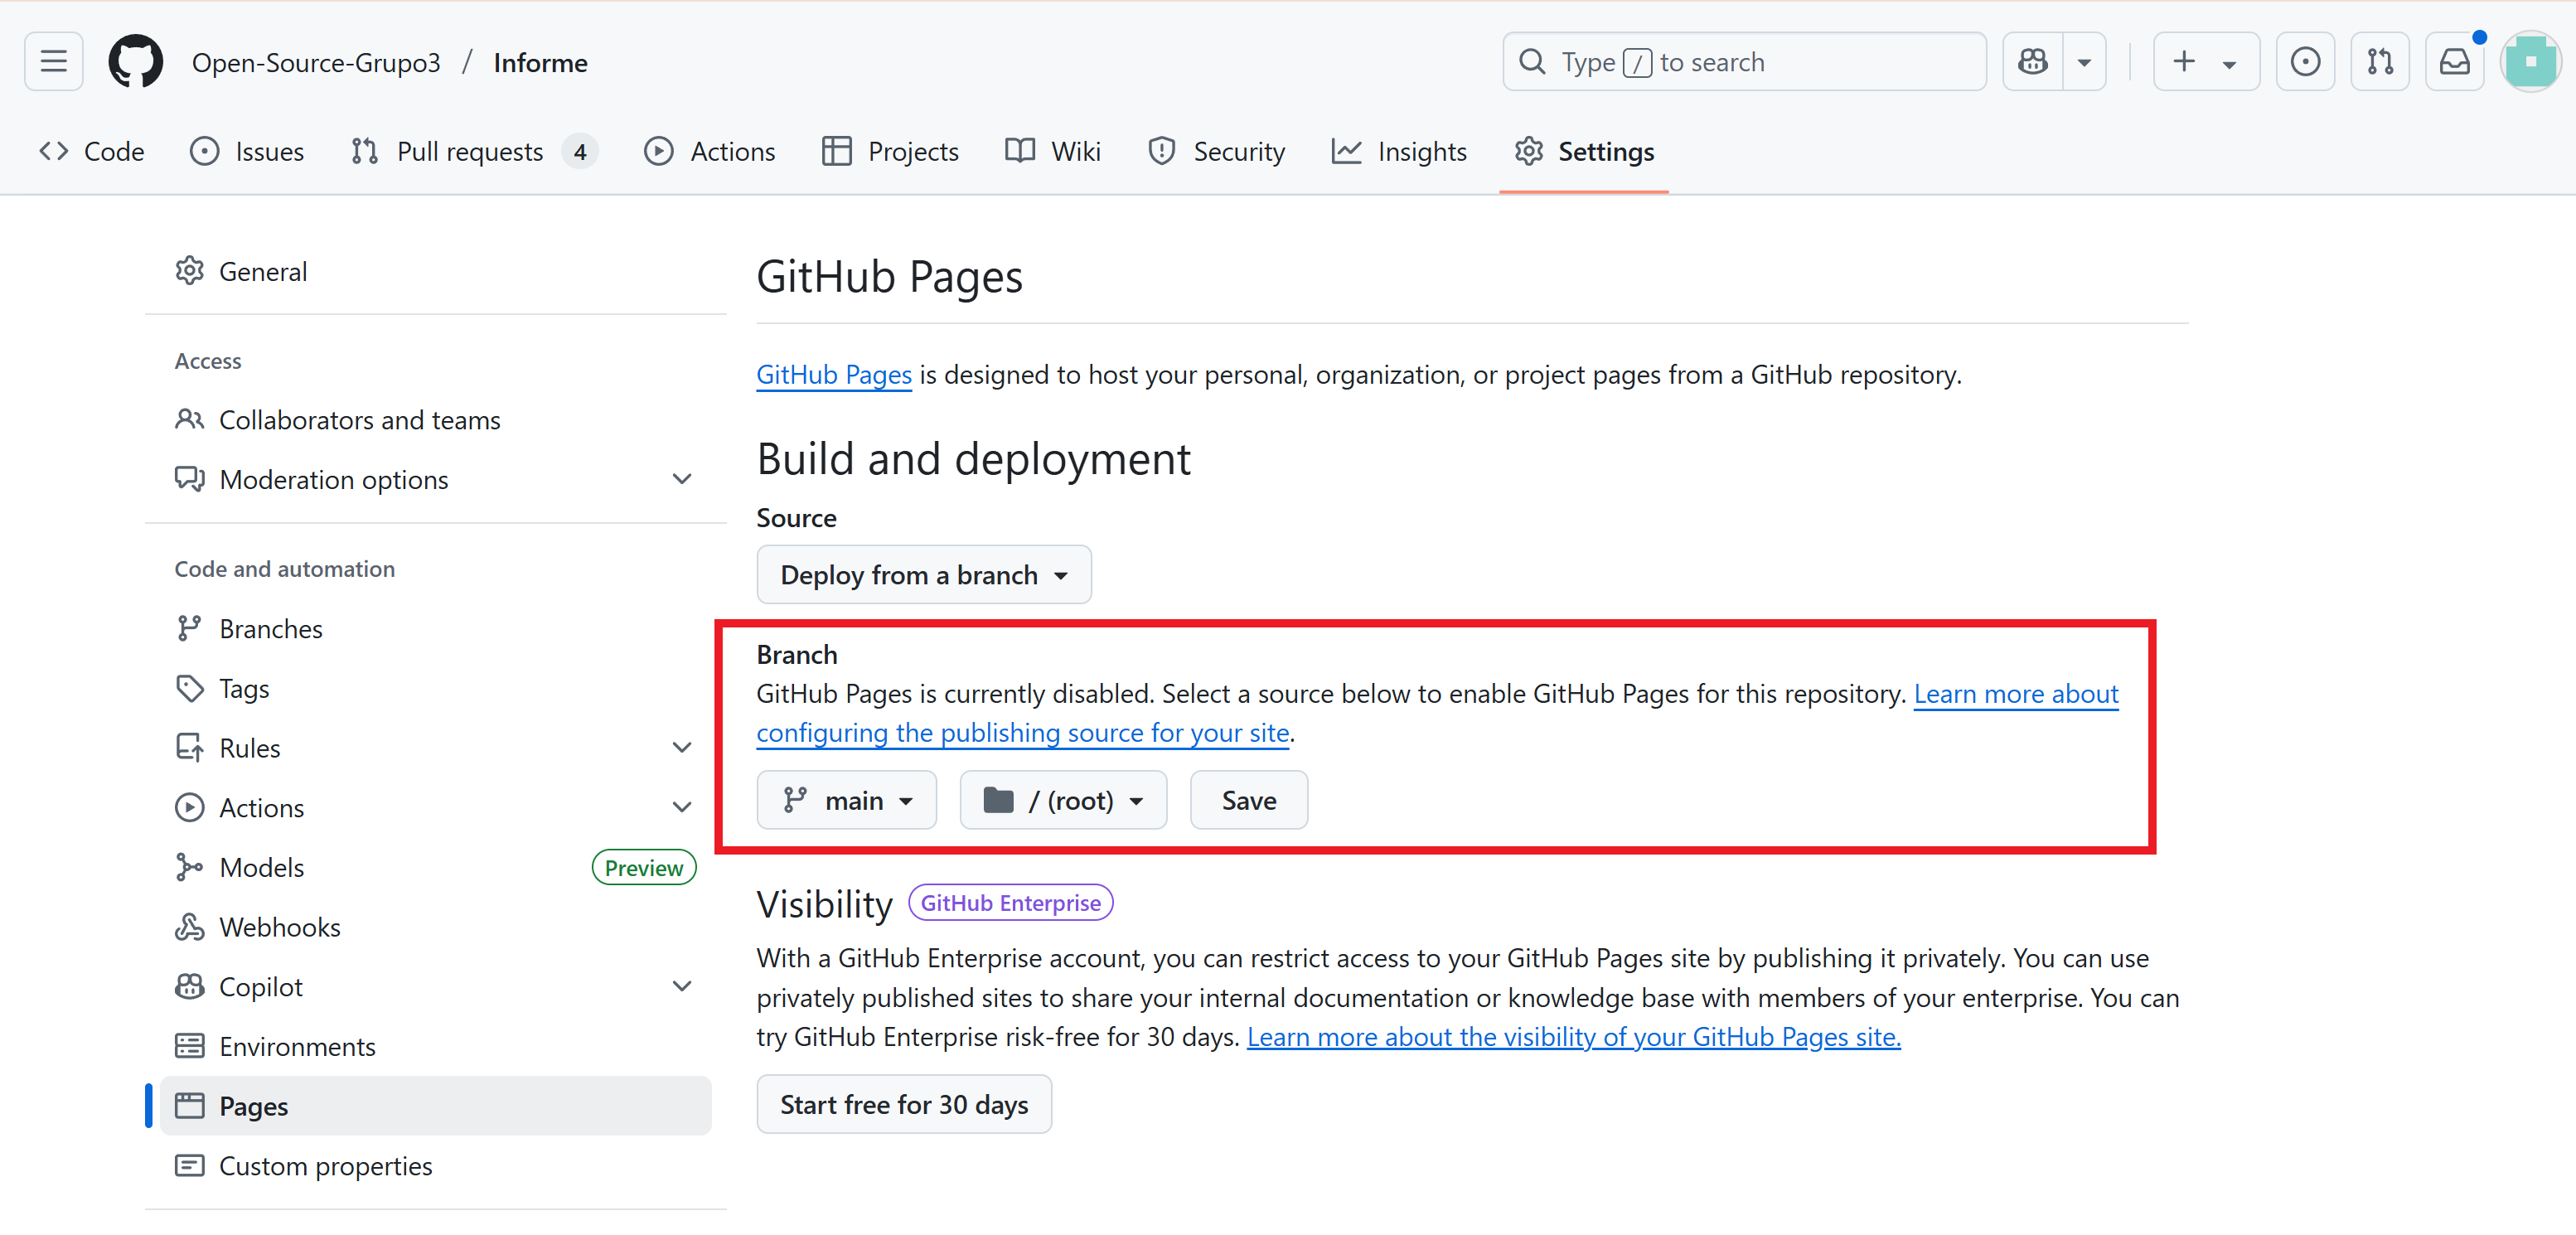 Open-Source-Grupo3 / Informe
Type / to search
Code
Issues
Pull requests 4
Actions
Projects
Wiki
Security
Insights
Settings
General
Access
Collaborators and teams
Moderation options
Code and automation
Branches
Tags
Rules
Actions
Models Preview
Webhooks
Copilot
Environments
Pages
Custom properties
GitHub Pages
GitHub Pages is designed to host your personal, organization, or project pages from a GitHub repository.
Build and deployment
Source
Deploy from a branch
Branch
GitHub Pages is currently disabled. Select a source below to enable GitHub Pages for this repository. Learn more about
configuring the publishing source for your site.
main / (root) Save
Visibility GitHub Enterprise
With a GitHub Enterprise account, you can restrict access to your GitHub Pages site by publishing it privately. You can use
privately published sites to share your internal documentation or knowledge base with members of your enterprise. You can
try GitHub Enterprise risk-free for 30 days. Learn more about the visibility of your GitHub Pages site.
Start free for 30 days